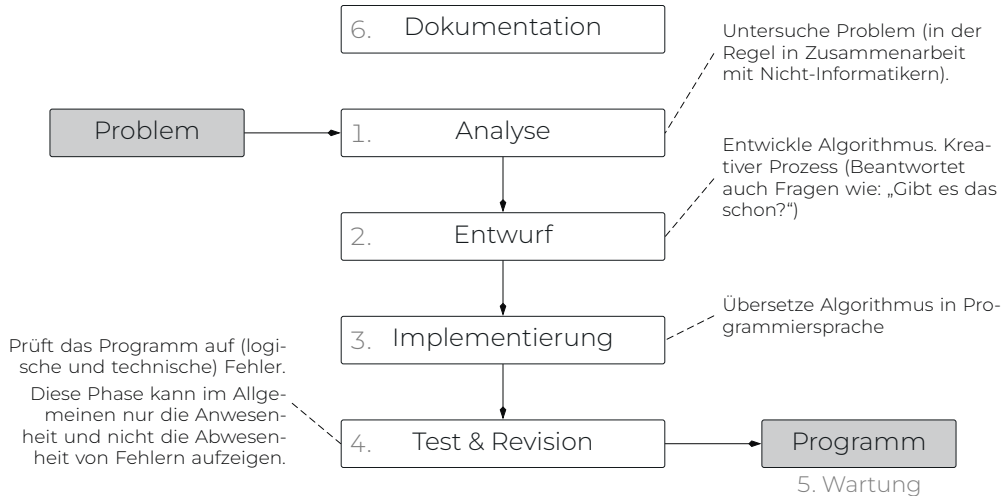 6. Dokumentation
Untersuche Problem (in der
Regel in Zusammenarbeit
mit Nicht-Informatikern).
Problem
1. Analyse
Entwickle Algorithmus. Krea-
tiver Prozess (Beantwortet
auch Fragen wie: „Gibt es das
schon?“)
2. Entwurf
Übersetze Algorithmus in Pro-
grammiersprache
3. Implementierung
Prüft das Programm auf (logi-
sche und technische) Fehler.
Diese Phase kann im Allge-
meinen nur die Anwesen-
heit und nicht die Abwesen-
heit von Fehlern aufzeigen.
4. Test & Revision
Programm
5. Wartung